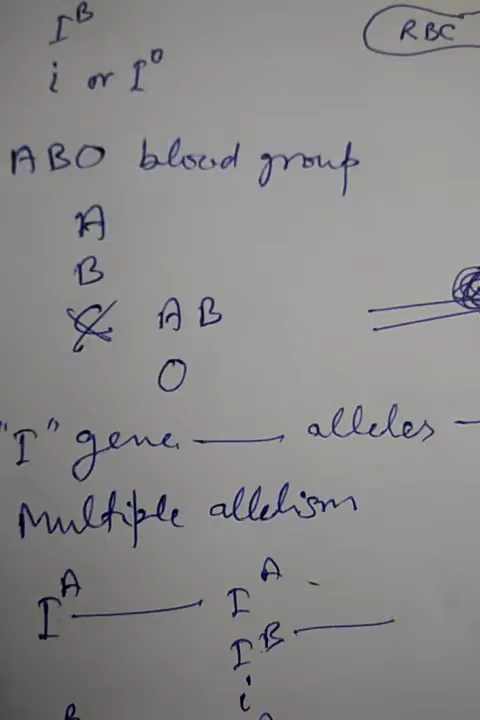 I^B
RBC
i or I^O
ABO blood group
A
B
AB
O
"I" gene — alleles —
Multiple allelism
I^A — I^A
I^B —
i
B